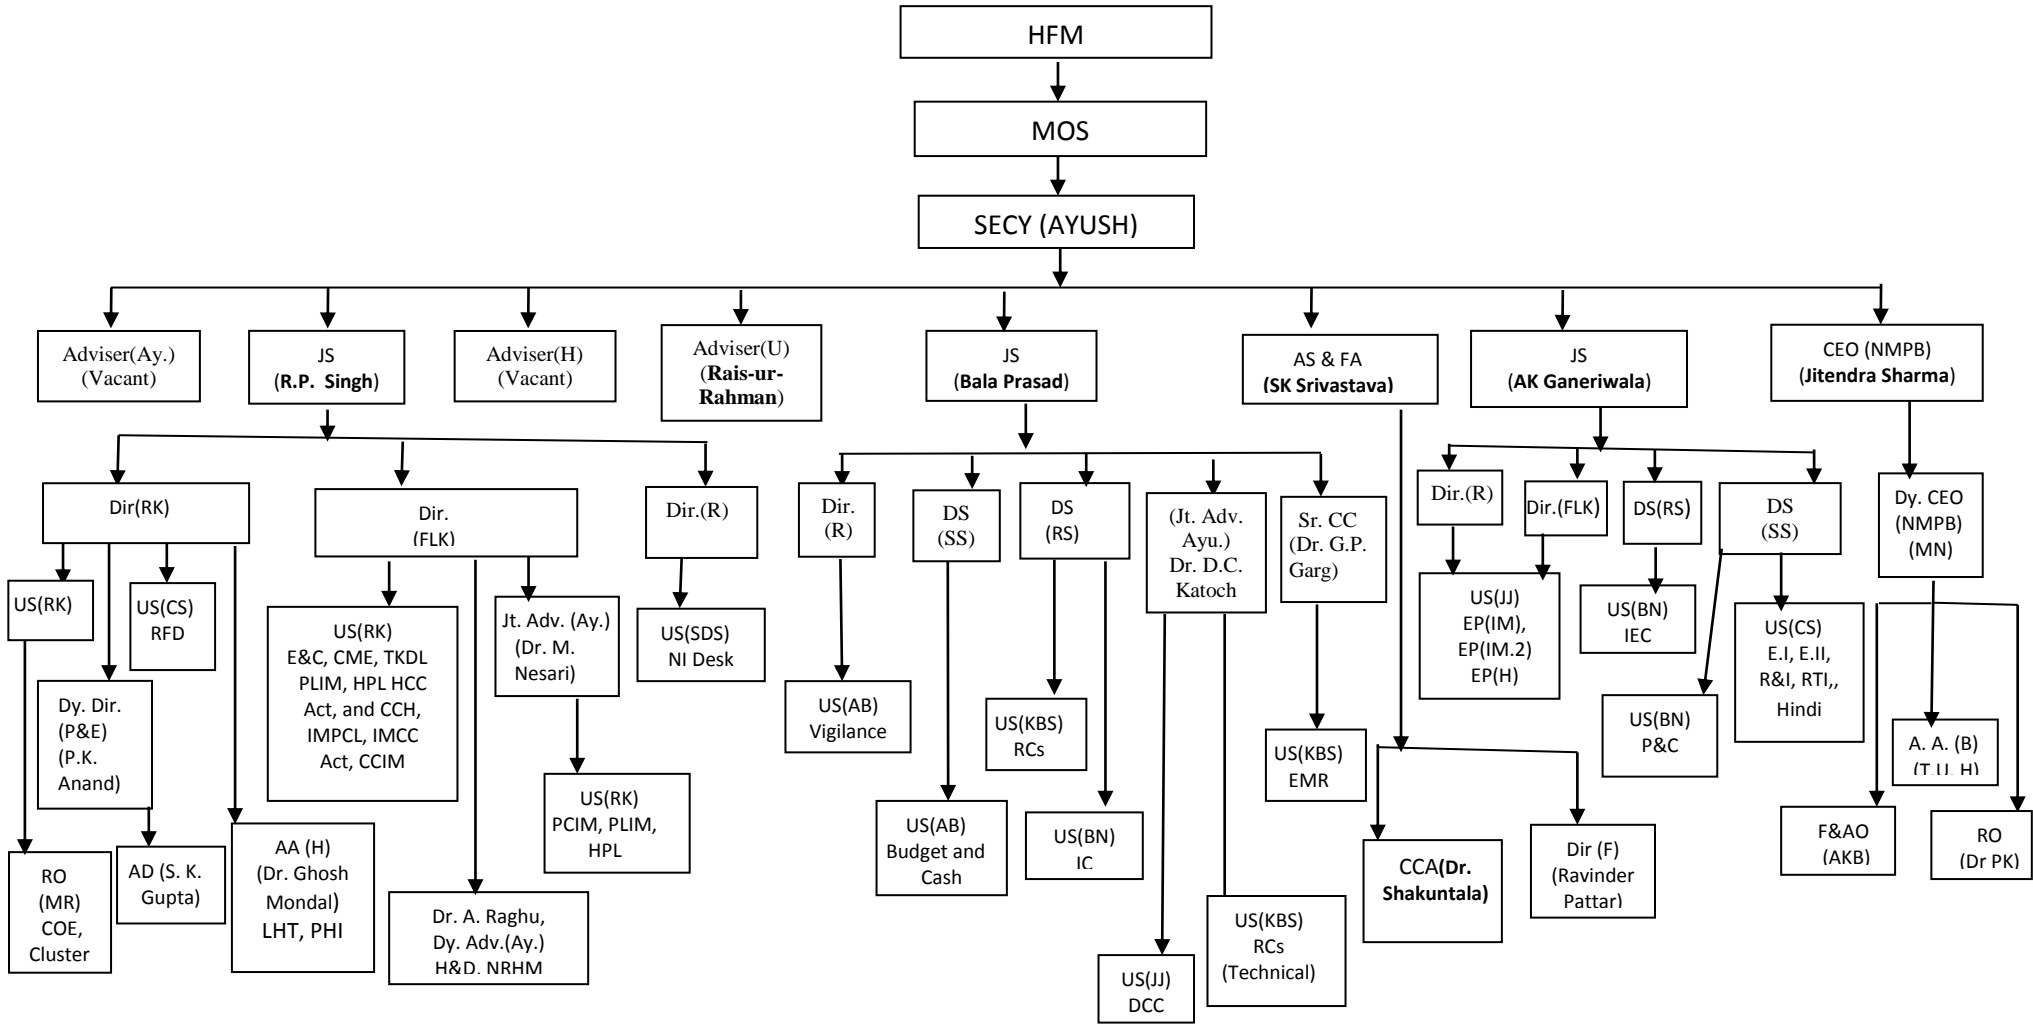 HFM
MOS
SECY (AYUSH)
Adviser(Ay.)
(Vacant)
JS
(R.P. Singh)
Adviser(H)
(Vacant)
Adviser(U)
(Rais-ur-
Rahman)
JS
(Bala Prasad)
AS & FA
(SK Srivastava)
JS
(AK Ganeriwala)
CEO (NMPB)
(Jitendra Sharma)
Dir(RK)
Dir.
(FLK)
Dir.(R)
Dir.
(R)
DS
(SS)
DS
(RS)
(Jt. Adv.
Ayu.)
Dr. D.C.
Katoch
Sr. CC
(Dr. G.P.
Garg)
Dir.(R)
Dir.(FLK)
DS(RS)
DS
(SS)
Dy. CEO
(NMPB)
(MN)
US(RK)
US(CS)
RFD
US(RK)
E&C, CME, TKDL
PLIM, HPL HCC
Act, and CCH,
IMPCL, IMCC
Act, CCIM
Jt. Adv. (Ay.)
(Dr. M.
Nesari)
US(SDS)
NI Desk
US(JJ)
EP(IM),
EP(IM.2)
EP(H)
US(BN)
IEC
US(CS)
E.I, E.II,
R&I, RTI,,
Hindi
Dy. Dir.
(P&E)
(P.K.
Anand)
US(AB)
Vigilance
US(KBS)
RCs
US(KBS)
EMR
US(BN)
P&C
A. A. (B)
(T.U. H)
US(RK)
PCIM, PLIM,
HPL
US(AB)
Budget and
Cash
US(BN)
IC
F&AO
(AKB)
RO
(Dr PK)
RO
(MR)
COE,
Cluster
AD (S. K.
Gupta)
AA (H)
(Dr. Ghosh
Mondal)
LHT, PHI
Dr. A. Raghu,
Dy. Adv.(Ay.)
H&D, NRHM
CCA(Dr.
Shakuntala)
Dir (F)
(Ravinder
Pattar)
US(KBS)
RCs
(Technical)
US(JJ)
DCC